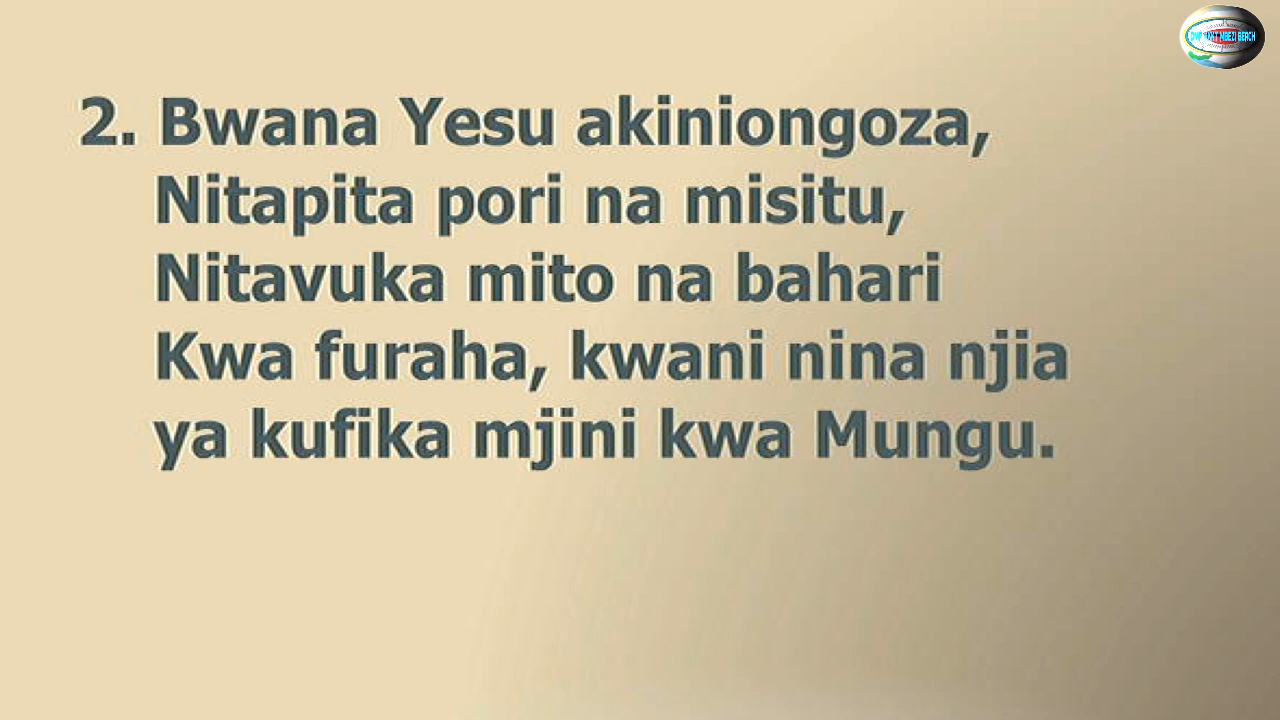 2. Bwana Yesu akiniongoza,
Nitapita pori na misitu,
Nitavuka mito na bahari
Kwa furaha, kwani nina njia
ya kufika mjini kwa Mungu.